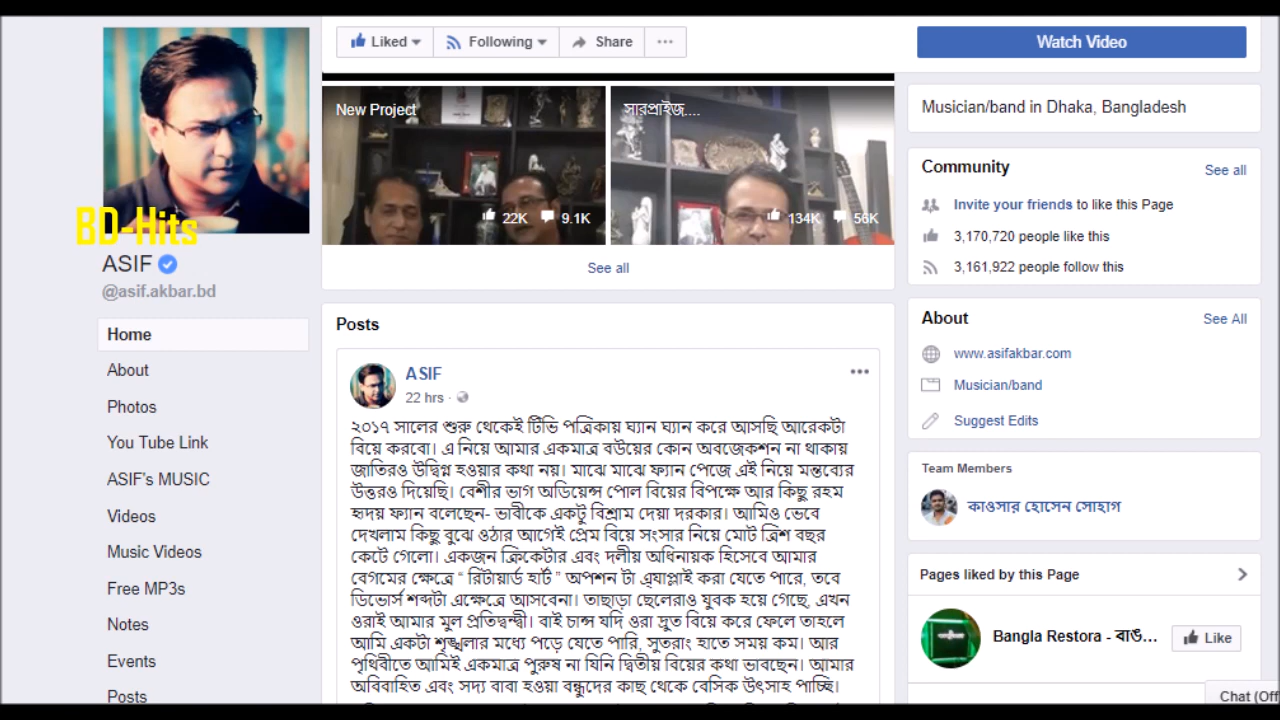 Liked
Following
Share
Watch Video
BD-Hits
ASIF
@asif.akbar.bd
Home
About
Photos
You Tube Link
ASIF's MUSIC
Videos
Music Videos
Free MP3s
Notes
Events
Posts
New Project
22K 9.1K
সারপ্রাইজ....
134K 56K
See all
Posts
ASIF
22 hrs
২০১৭ সালের শুরু থেকেই টিভি পত্রিকায় ঘ্যান ঘ্যান করে আসছি আরেকটা
বিয়ে করবো। এ নিয়ে আমার একমাত্র বউয়ের কোন অবজেকশন না থাকায়
জাতিরও উদ্বিগ্ন হওয়ার কথা নয়। মাঝে মাঝে ফ্যান পেজে এই নিয়ে মন্তব্যের
উত্তরও দিয়েছি। বেশীর ভাগ অডিয়েন্স পোল বিয়ের বিপক্ষে আর কিছু রহম
হৃদয় ফ্যান বলেছেন- ভাবীকে একটু বিশ্রাম দেয়া দরকার। আমিও ভেবে
দেখলাম কিছু বুঝে ওঠার আগেই প্রেম বিয়ে সংসার নিয়ে মোট ত্রিশ বছর
কেটে গেলো। একজন ক্রিকেটার এবং দলীয় অধিনায়ক হিসেবে আমার
বেগমের ক্ষেত্রে “ রিটায়ার্ড হার্ট ” অপশন টা এ্যাপ্লাই করা যেতে পারে, তবে
ডিভোর্স শব্দটা এক্ষেত্রে আসবেনা। তাছাড়া ছেলেরাও যুবক হয়ে গেছে, এখন
ওরাই আমার মুল প্রতিদ্বন্দ্বী। বাই চান্স যদি ওরা দ্রুত বিয়ে করে ফেলে তাহলে
আমি একটা শৃঙ্খলার মধ্যে পড়ে যেতে পারি, সুতরাং হাতে সময় কম। আর
পৃথিবীতে আমিই একমাত্র পুরুষ না যিনি দ্বিতীয় বিয়ের কথা ভাবছেন। আমার
অবিবাহিত এবং সদ্য বাবা হওয়া বন্ধুদের কাছ থেকে বেসিক উৎসাহ পাচ্ছি।
Musician/band in Dhaka, Bangladesh
Community
See all
Invite your friends to like this Page
3,170,720 people like this
3,161,922 people follow this
About
See All
www.asifakbar.com
Musician/band
Suggest Edits
Team Members
কাওসার হোসেন সোহাগ
Pages liked by this Page
Bangla Restora - বাঙ...
Like
Chat (Off